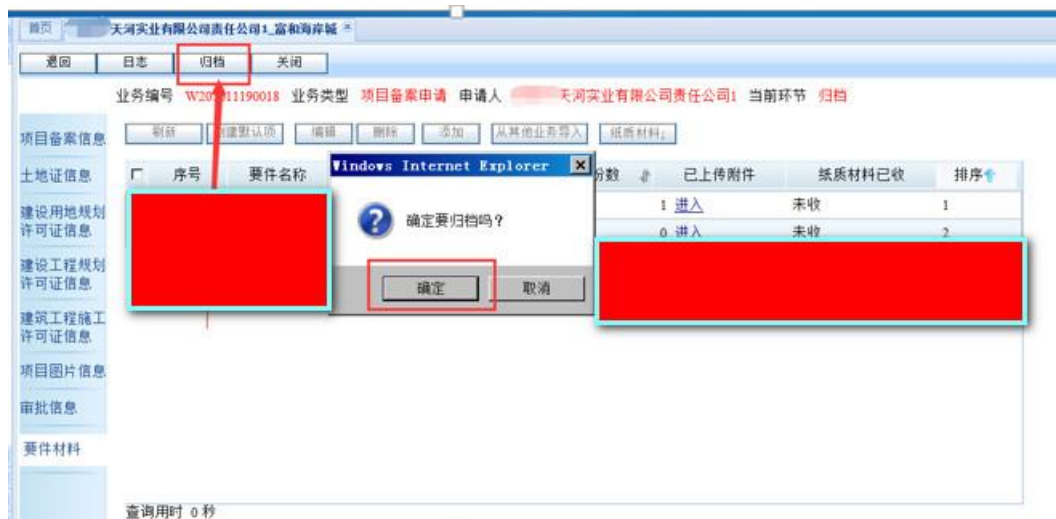 首页 天河实业有限公司责任公司1_富和海岸城
退回 日志 归档 关闭
业务编号 业务类型 项目备案申请 申请人 天河实业有限公司责任公司1 当前环节 归档
刷新 创建默认项 编辑 删除 添加 从其他业务导入 纸质材料
项目备案信息
土地证信息
序号 要件名称 份数 已上传附件 纸质材料已收 排序
Windows Internet Explorer
确定要归档吗?
确定 取消
1 进入 未收 1
0 进入 未收 2
建设用地规划
许可证信息
建设工程规划
许可证信息
建筑工程施工
许可证信息
项目图片信息
审批信息
要件材料
查询用时 0 秒